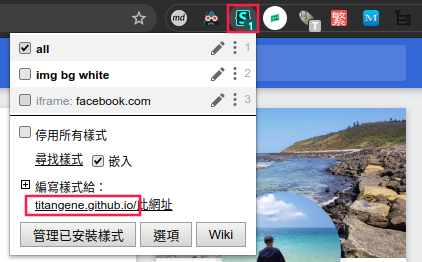 md S 1 T 繁 M
all 1
img bg white 2
iframe: facebook.com 3
停用所有樣式
尋找樣式 嵌入
編寫樣式給：
titangene.github.io/此網址
管理已安裝樣式 選項 Wiki